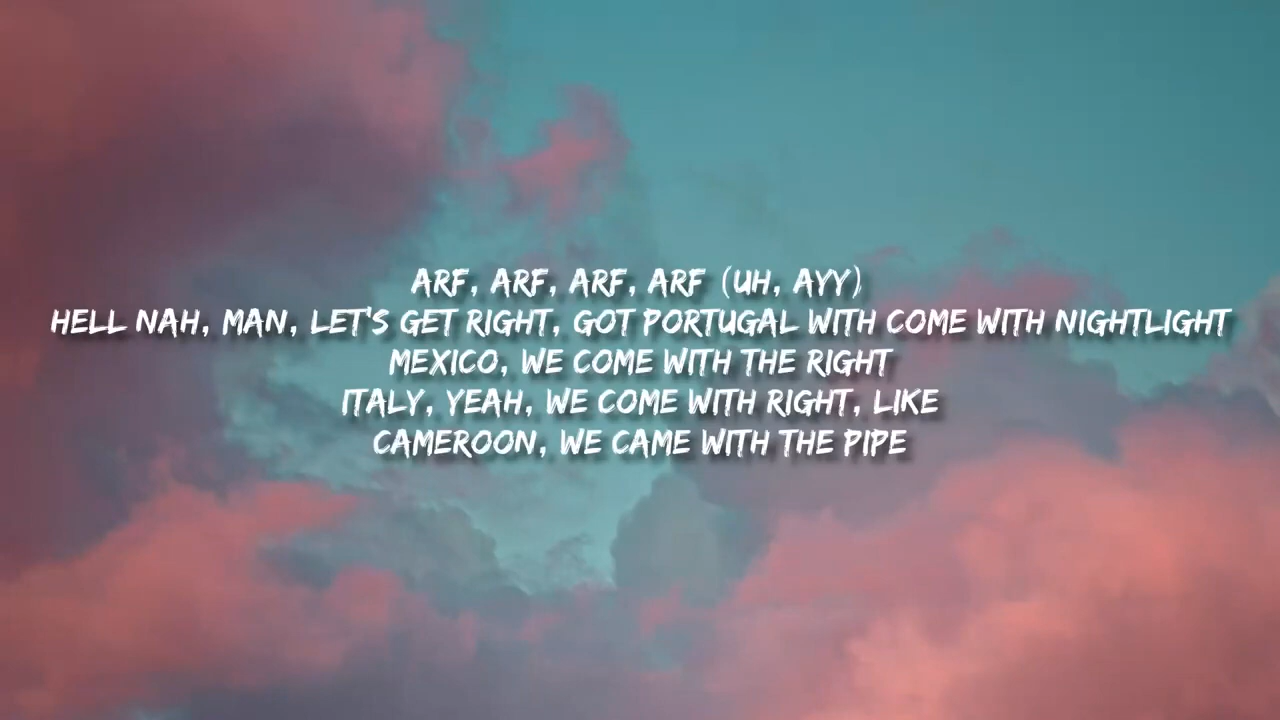 ARF, ARF, ARF, ARF (UH, AYY)
HELL NAH, MAN, LET'S GET RIGHT, GOT PORTUGAL WITH COME WITH NIGHTLIGHT
MEXICO, WE COME WITH THE RIGHT
ITALY, YEAH, WE COME WITH RIGHT, LIKE
CAMEROON, WE CAME WITH THE PIPE